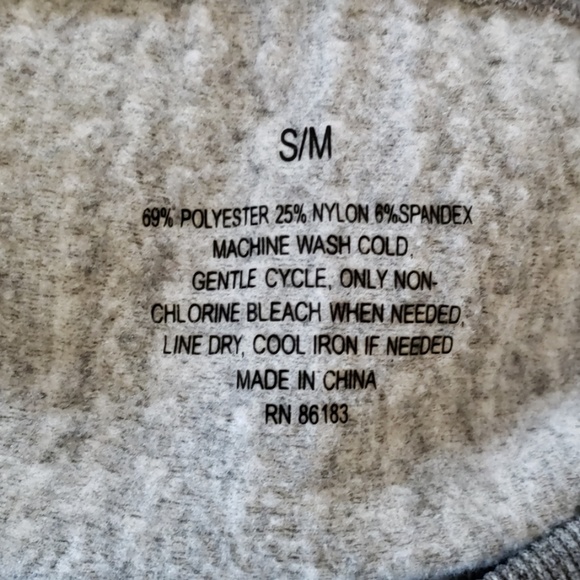 S/M
69% POLYESTER 25% NYLON 6%SPANDEX
MACHINE WASH COLD,
GENTLE CYCLE, ONLY NON-
CHLORINE BLEACH WHEN NEEDED,
LINE DRY, COOL IRON IF NEEDED
MADE IN CHINA
RN 86183